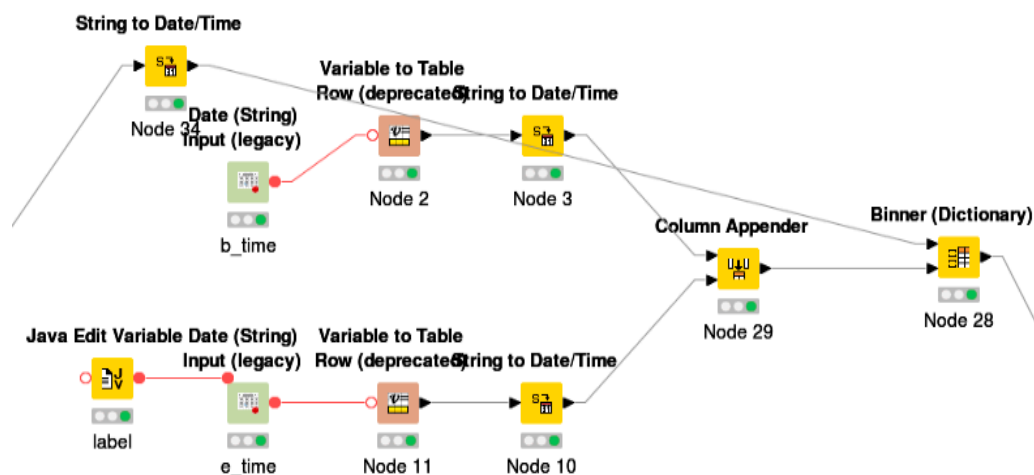 String to Date/Time
Node 34
Variable to Table
Row (deprecated)
String to Date/Time
Date (String)
Input (legacy)
Node 2
Node 3
b_time
Column Appender
Binner (Dictionary)
Node 29
Node 28
Java Edit Variable
Date (String)
Input (legacy)
Variable to Table
Row (deprecated)
String to Date/Time
label
e_time
Node 11
Node 10